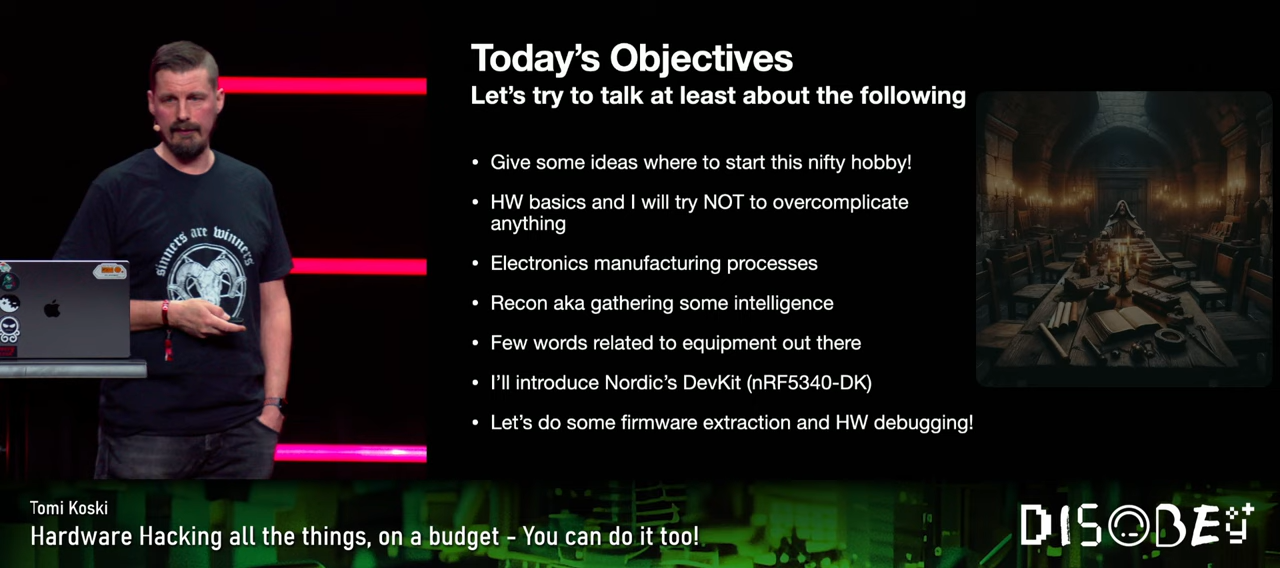 Today's Objectives
Let's try to talk at least about the following
• Give some ideas where to start this nifty hobby!
• HW basics and I will try NOT to overcomplicate
anything
• Electronics manufacturing processes
• Recon aka gathering some intelligence
• Few words related to equipment out there
• I'll introduce Nordic's DevKit (nRF5340-DK)
• Let's do some firmware extraction and HW debugging!
sinners are winners
Tomi Koski
Hardware Hacking all the things, on a budget - You can do it too!
DISOBEY